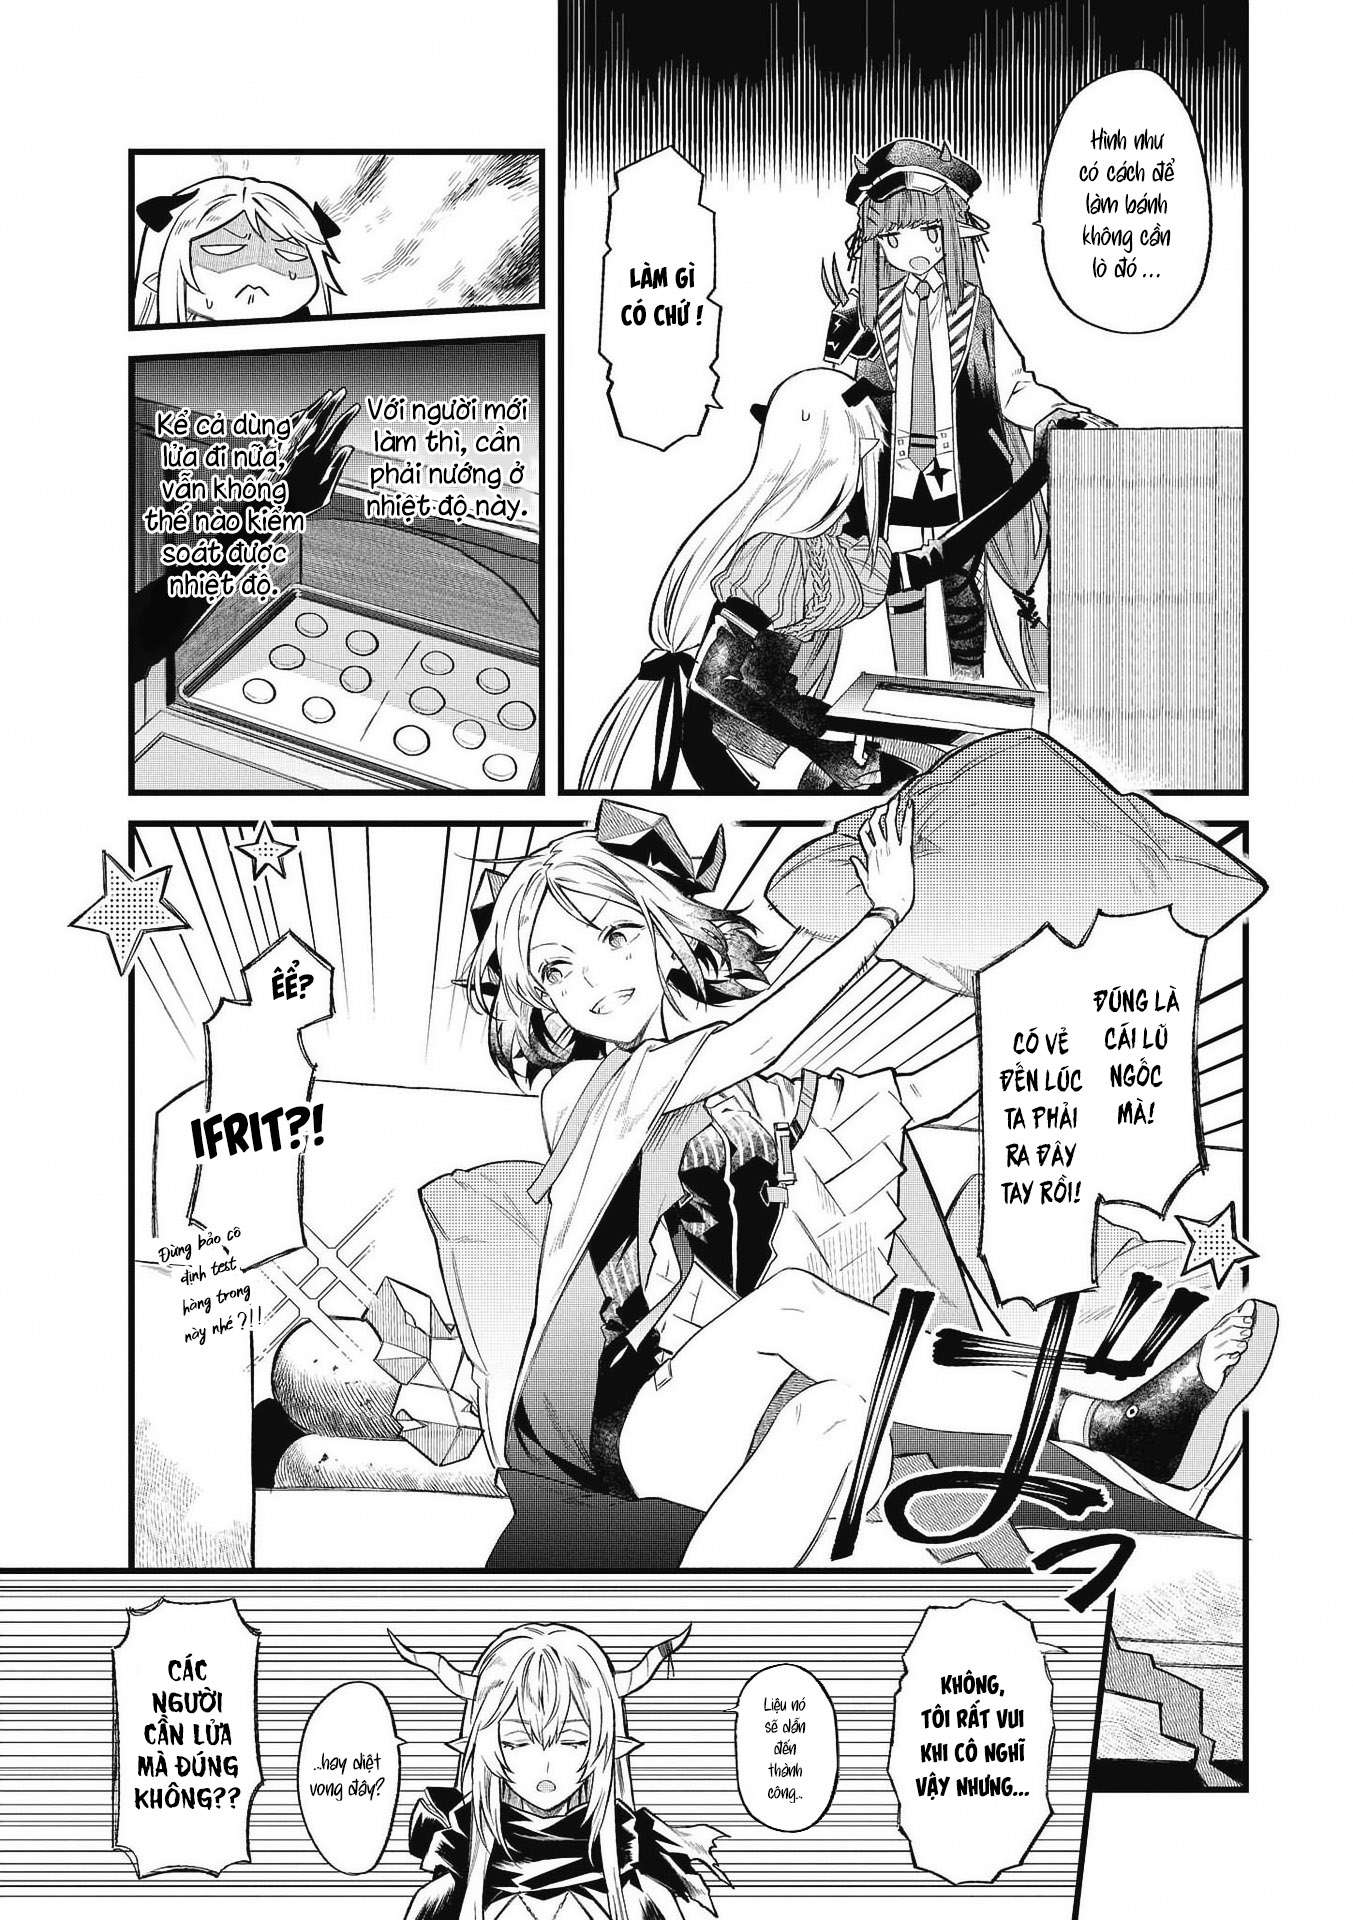 Hình như
có cách để
làm bánh
không cần
lò đó ...
LÀM GÌ
CÓ CHỨ !
Với người mới
làm thì, cần
phải nướng ở
nhiệt độ này.
Kể cả dùng
lửa đi nữa,
vẫn không
thế nào kiểm
soát được
nhiệt độ.
ĐÚNG LÀ
CÁI LŨ
NGỐC
MÀ!
CÓ VẺ
ĐẾN LÚC
TA PHẢI
RA ĐÂY
TAY RỒI!
ÊỂ?
IFRIT?!
Đừng bảo cô
định test
hàng trong
này nhé?!!
KHÔNG,
TÔI RẤT VUI
KHI CÔ NGHĨ
VẬY NHƯNG...
Liệu nó
sẽ dẫn
đến
thành
công...
...hay diệt
vong đây?
CÁC
NGƯỜI
CẦN LỬA
MÀ ĐÚNG
KHÔNG??